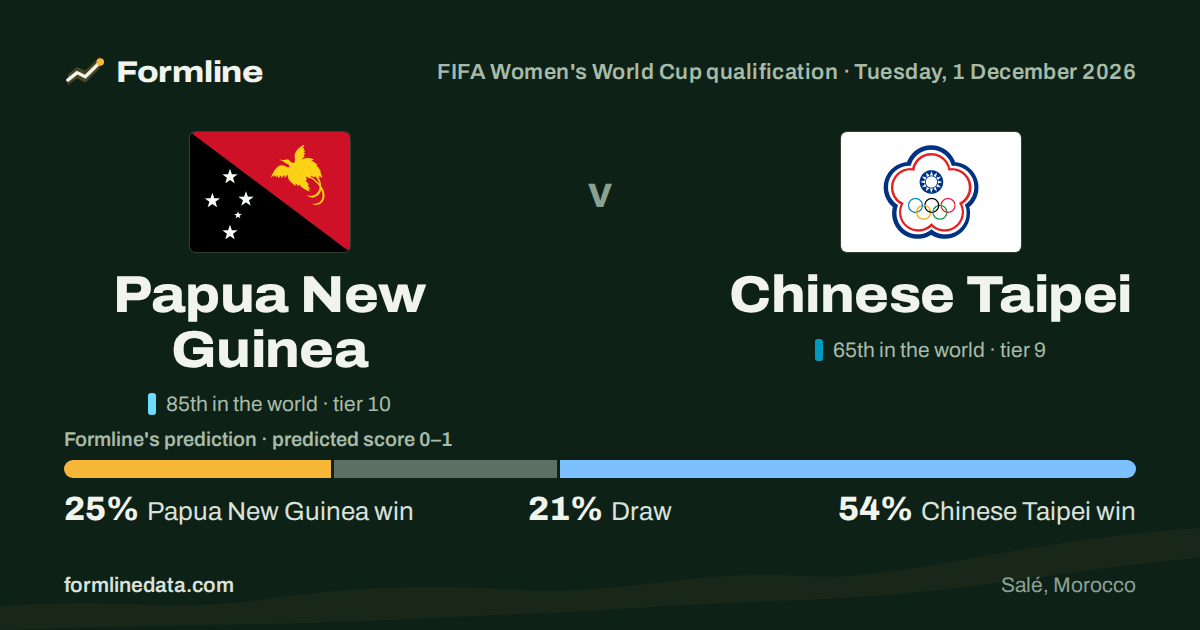 Formline
FIFA Women's World Cup qualification · Tuesday, 1 December 2026
v
Papua New
Guinea
85th in the world · tier 10
Chinese Taipei
65th in the world · tier 9
Formline's prediction · predicted score 0–1
25% Papua New Guinea win
21% Draw
54% Chinese Taipei win
formlinedata.com
Salé, Morocco